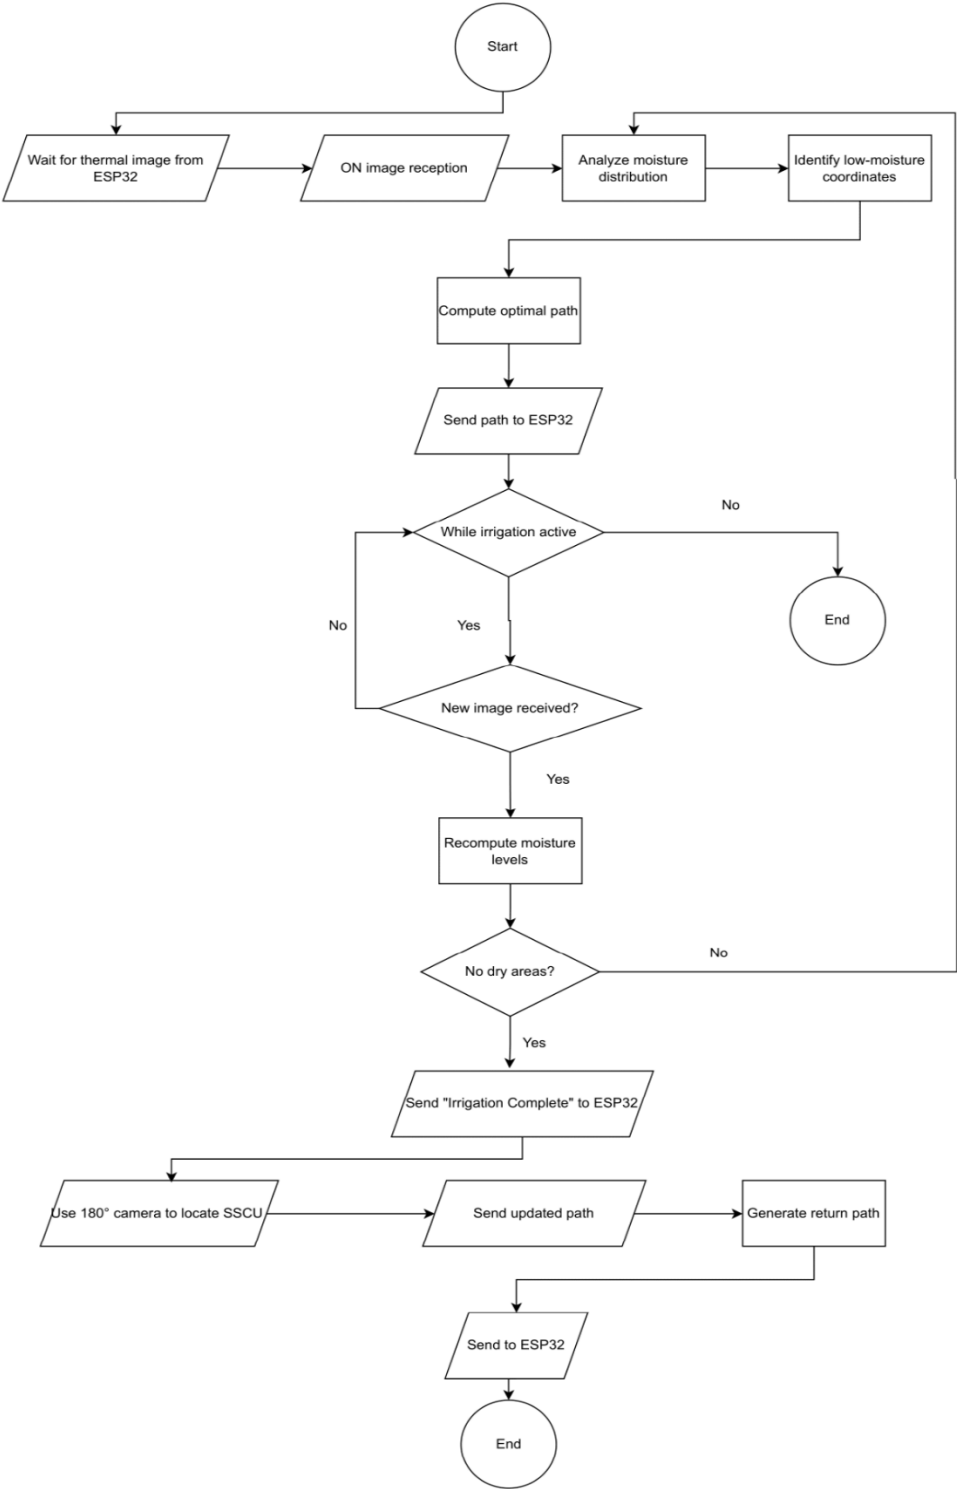 Start
Wait for thermal image from
ESP32
ON image reception
Analyze moisture
distribution
Identify low-moisture
coordinates
Compute optimal path
Send path to ESP32
While irrigation active
No
End
No
Yes
New image received?
Yes
Recompute moisture
levels
No dry areas?
No
Yes
Send "Irrigation Complete" to ESP32
Use 180° camera to locate SSCU
Send updated path
Generate return path
Send to ESP32
End